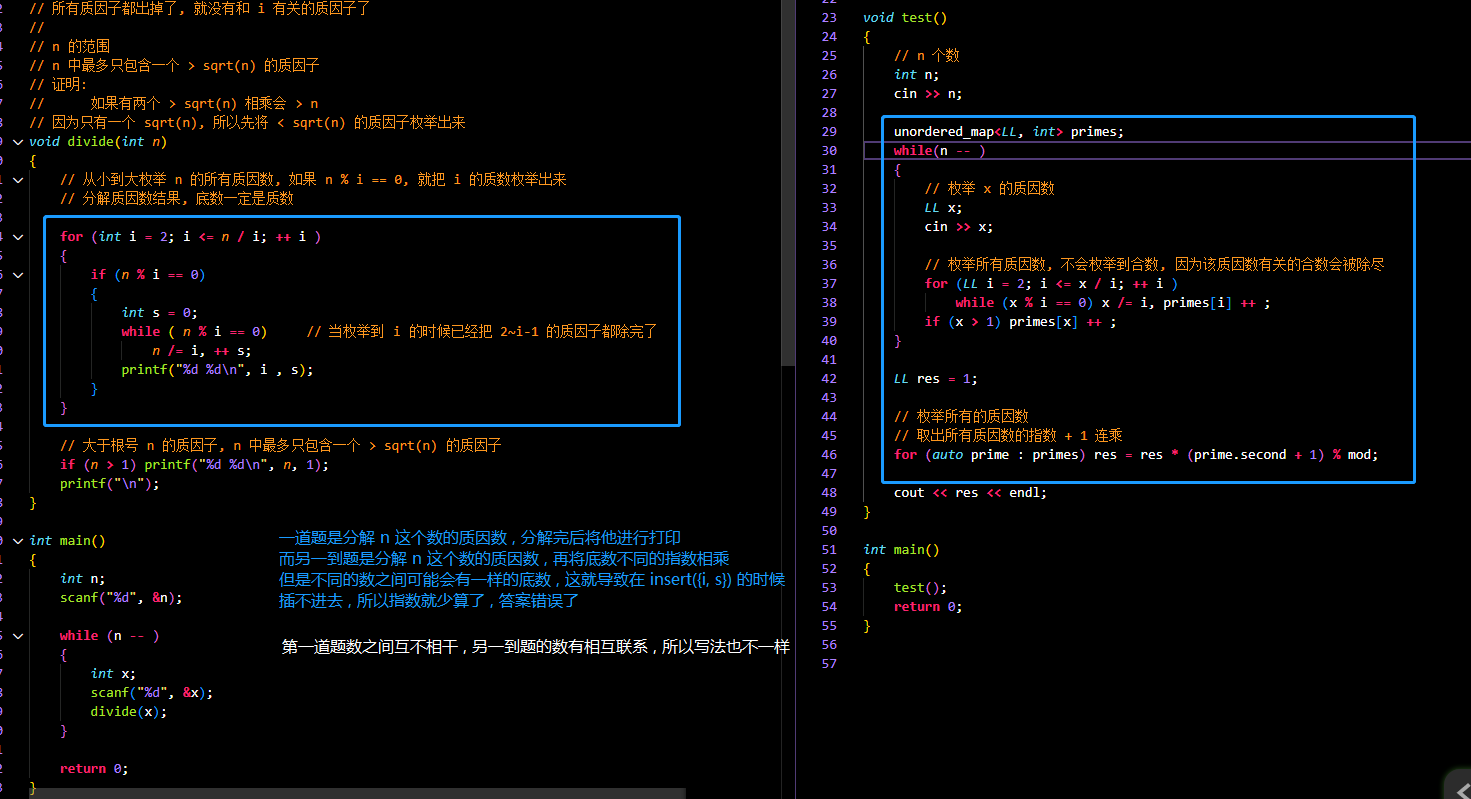 // 所有质因子都出掉了, 就没有和 i 有关的质因子了
//
// n 的范围
// n 中最多只包含一个 > sqrt(n) 的质因子
// 证明:
//      如果有两个 > sqrt(n) 相乘会 > n
// 因为只有一个 sqrt(n), 所以先将 < sqrt(n) 的质因子枚举出来
void divide(int n)
{
    // 从小到大枚举 n 的所有质因数, 如果 n % i == 0, 就把 i 的质数枚举出来
    // 分解质因数结果, 底数一定是质数
    for (int i = 2; i <= n / i; ++ i )
    {
        if (n % i == 0)
        {
            int s = 0;
            while ( n % i == 0)     // 当枚举到 i 的时候已经把 2~i-1 的质因子都除完了
                n /= i, ++ s;
            printf("%d %d\n", i , s);
        }
    }
    // 大于根号 n 的质因子, n 中最多只包含一个 > sqrt(n) 的质因子
    if (n > 1) printf("%d %d\n", n, 1);
    printf("\n");
}
int main()
{
    int n;
    scanf("%d", &n);
    while (n -- )
    {
        int x;
        scanf("%d", &x);
        divide(x);
    }
    return 0;
}
一道题是分解 n 这个数的质因数 , 分解完后将他进行打印
而另一到题是分解 n 这个数的质因数 , 再将底数不同的指数相乘
但是不同的数之间可能会有一样的底数 , 这就导致在 insert({i, s}) 的时候
插不进去 , 所以指数就少算了 , 答案错误了
第一道题数之间互不相干 , 另一到题的数有相互联系 , 所以写法也不一样
22
23 void test()
24 {
25     // n 个数
26     int n;
27     cin >> n;
28
29     unordered_map<LL, int> primes;
30     while(n -- )
31     {
32         // 枚举 x 的质因数
33         LL x;
34         cin >> x;
35
36         // 枚举所有质因数, 不会枚举到合数, 因为该质因数有关的合数会被除尽
37         for (LL i = 2; i <= x / i; ++ i )
38             while (x % i == 0) x /= i, primes[i] ++ ;
39         if (x > 1) primes[x] ++ ;
40     }
41
42     LL res = 1;
43
44     // 枚举所有的质因数
45     // 取出所有质因数的指数 + 1 连乘
46     for (auto prime : primes) res = res * (prime.second + 1) % mod;
47
48     cout << res << endl;
49 }
50
51 int main()
52 {
53     test();
54     return 0;
55 }
56
57